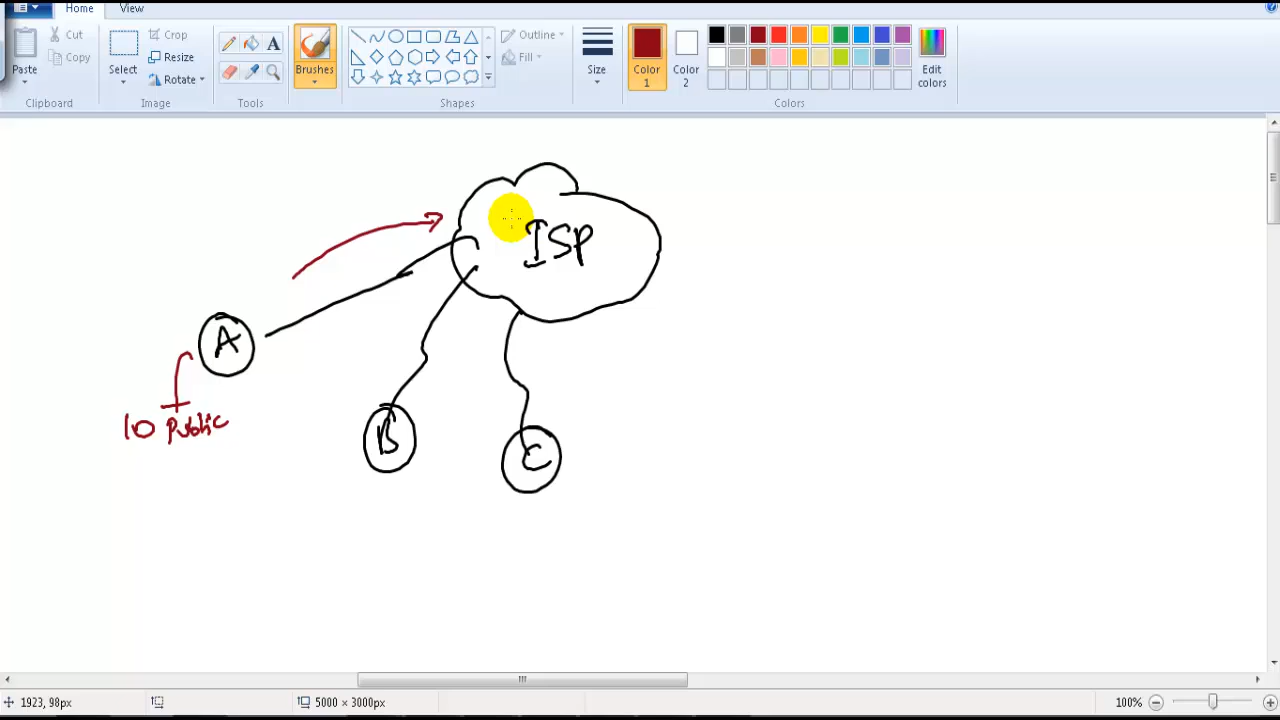 Home View
Paste
Cut
Copy
Clipboard
Select
Crop
Resize
Rotate
Image
A
Tools
Brushes
Outline
Fill
Shapes
Size
Color 1
Color 2
Edit colors
Colors
ISP
A
10 Public
B
C
1923, 98px
5000 × 3000px
100%